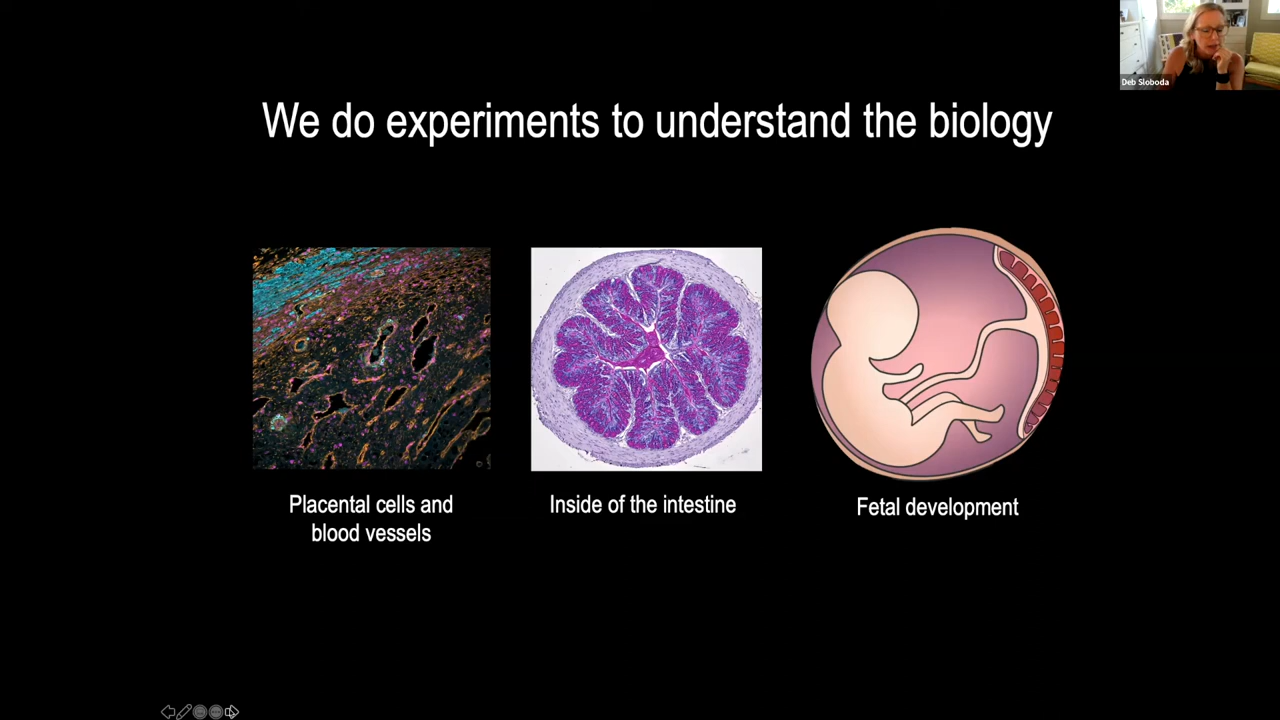 Deb Sloboda
We do experiments to understand the biology
Placental cells and
blood vessels
Inside of the intestine
Fetal development